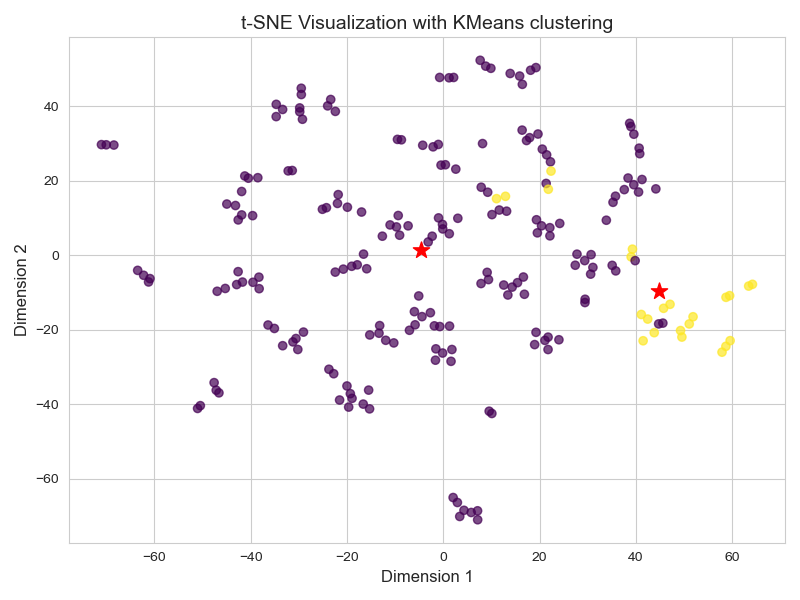 t-SNE Visualization with KMeans clustering
Dimension 2
40
20
0
−20
−40
−60
−60 −40 −20 0 20 40 60
Dimension 1